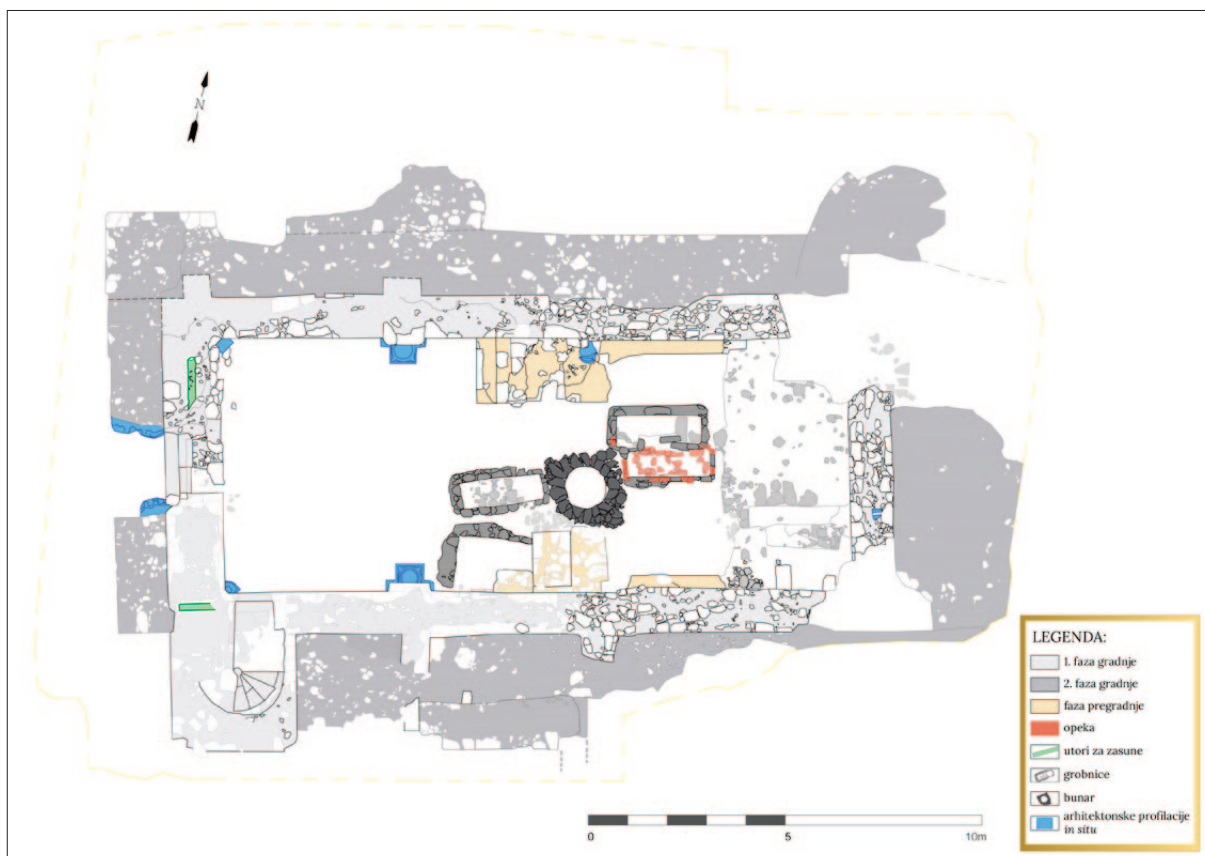 N
LEGENDA:
1. faza gradnje
2. faza gradnje
faza pregradnje
opeka
utori za zasune
grobnice
bunar
arhitektonske profilacije
in situ
0 5 10m